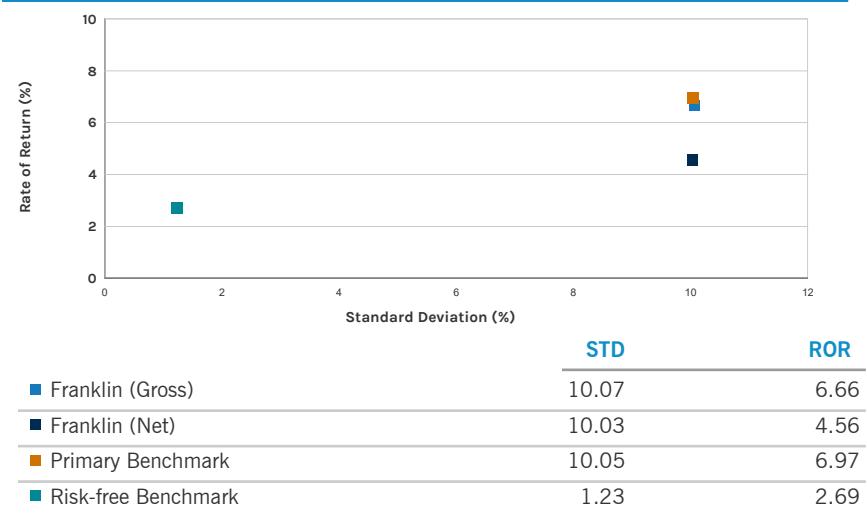 10
8
6
4
2
0
Rate of Return (%)
0 2 4 6 8 10 12
Standard Deviation (%)
STD ROR
Franklin (Gross) 10.07 6.66
Franklin (Net) 10.03 4.56
Primary Benchmark 10.05 6.97
Risk-free Benchmark 1.23 2.69